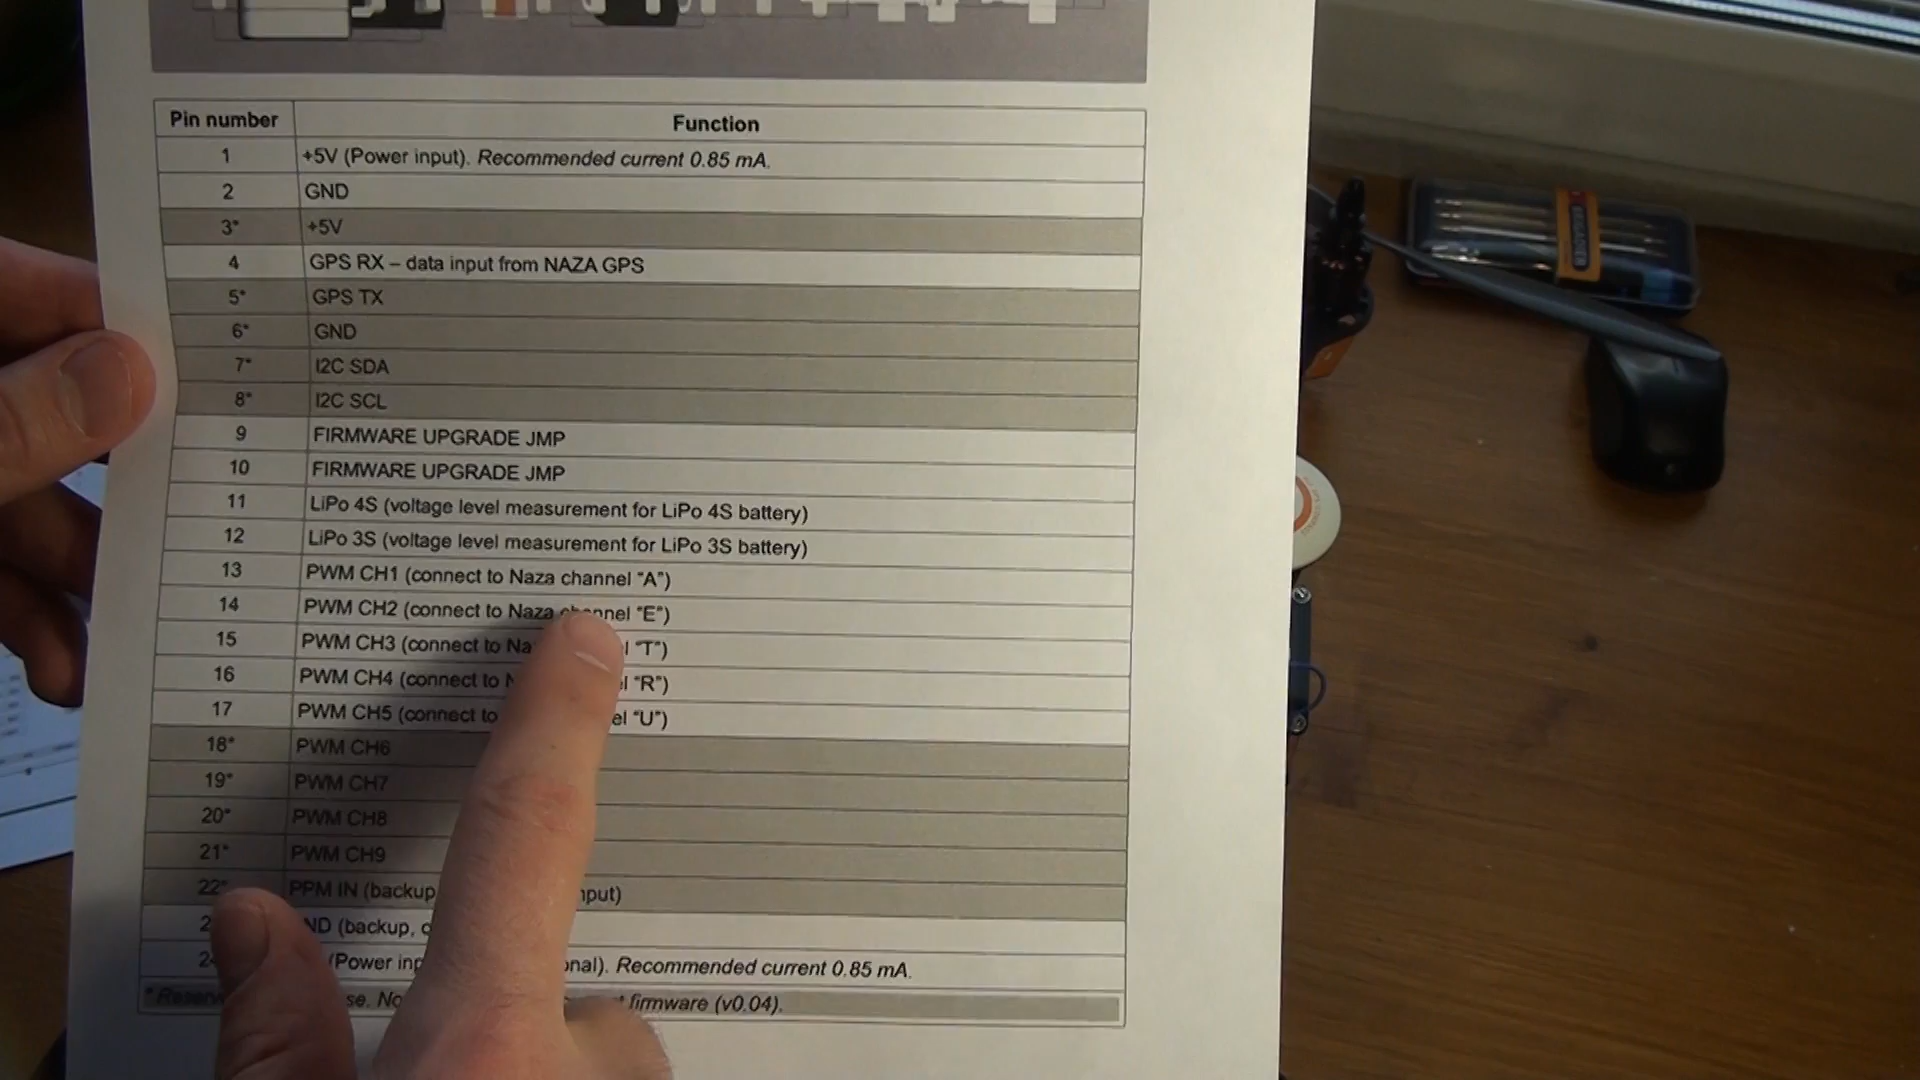 Pin number Function
1 +5V (Power input). Recommended current 0.85 mA.
2 GND
3* +5V
4 GPS RX – data input from NAZA GPS
5* GPS TX
6* GND
7* I2C SDA
8* I2C SCL
9 FIRMWARE UPGRADE JMP
10 FIRMWARE UPGRADE JMP
11 LiPo 4S (voltage level measurement for LiPo 4S battery)
12 LiPo 3S (voltage level measurement for LiPo 3S battery)
13 PWM CH1 (connect to Naza channel "A")
14 PWM CH2 (connect to Naza channel "E")
15 PWM CH3 (connect to "T")
16 PWM CH4 (connect to "R")
17 PWM CH5 (connect to "U")
18* PWM CH6
19* PWM CH7
20* PWM CH8
21* PWM CH9
22* PPM IN (backup
(backup,
(Power Recommended current 0.85 mA.
firmware (v0.04).